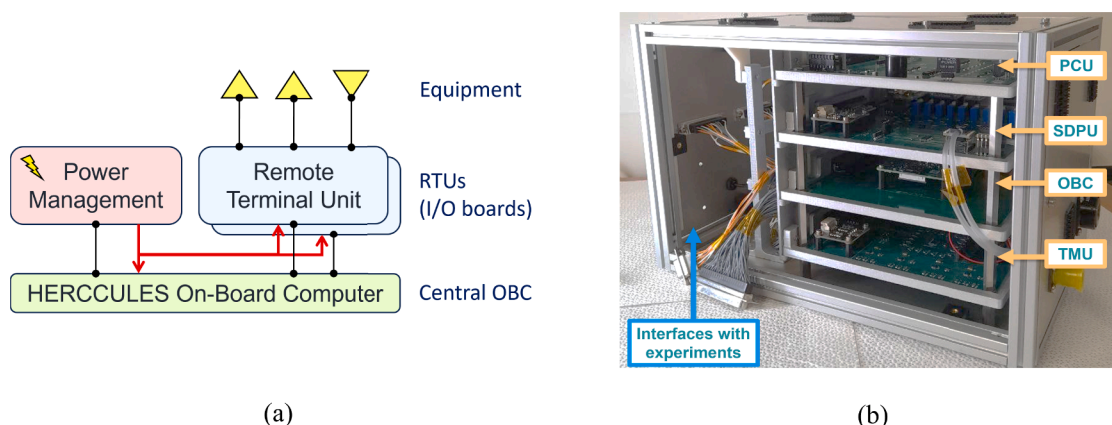 Equipment
Power
Management
Remote
Terminal Unit
RTUs
(I/O boards)
HERCCULES On-Board Computer
Central OBC
(a)
PCU
SDPU
OBC
TMU
Interfaces with
experiments
(b)